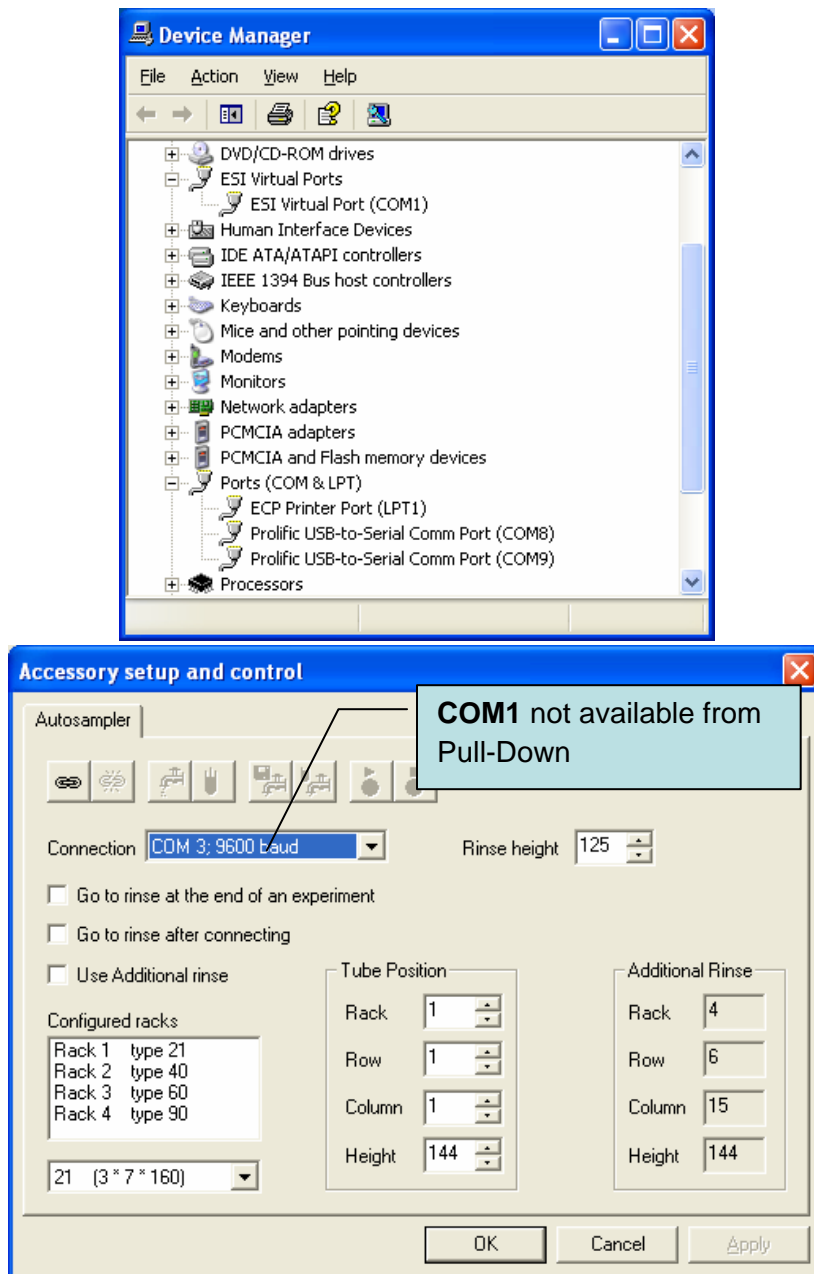 Device Manager
File Action View Help
DVD/CD-ROM drives
ESI Virtual Ports
ESI Virtual Port (COM1)
Human Interface Devices
IDE ATA/ATAPI controllers
IEEE 1394 Bus host controllers
Keyboards
Mice and other pointing devices
Modems
Monitors
Network adapters
PCMCIA adapters
PCMCIA and Flash memory devices
Ports (COM & LPT)
ECP Printer Port (LPT1)
Prolific USB-to-Serial Comm Port (COM8)
Prolific USB-to-Serial Comm Port (COM9)
Processors
Accessory setup and control
COM1 not available from
Pull-Down
Autosampler
Connection COM 3; 9600 baud Rinse height 125
Go to rinse at the end of an experiment
Go to rinse after connecting
Use Additional rinse
Configured racks
Rack 1 type 21
Rack 2 type 40
Rack 3 type 60
Rack 4 type 90
21 (3 * 7 * 160)
Tube Position
Rack 1
Row 1
Column 1
Height 144
Additional Rinse
Rack 4
Row 6
Column 15
Height 144
OK Cancel Apply